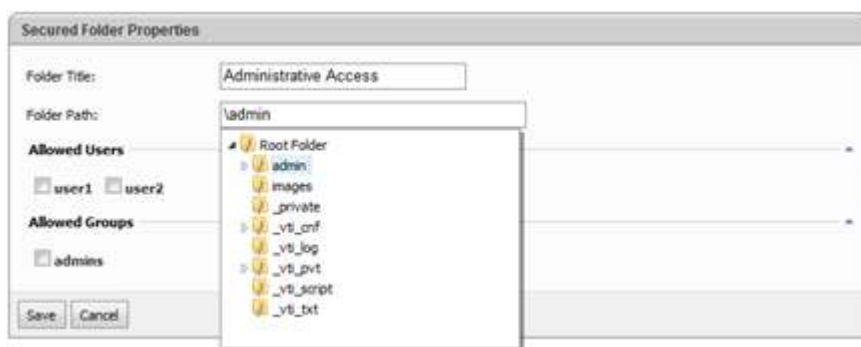 Secured Folder Properties
Folder Title: Administrative Access
Folder Path: \admin
Root Folder
admin
images
_private
_vti_cnf
_vti_log
_vti_pvt
_vti_script
_vti_txt
Allowed Users
user1 user2
Allowed Groups
admins
Save Cancel